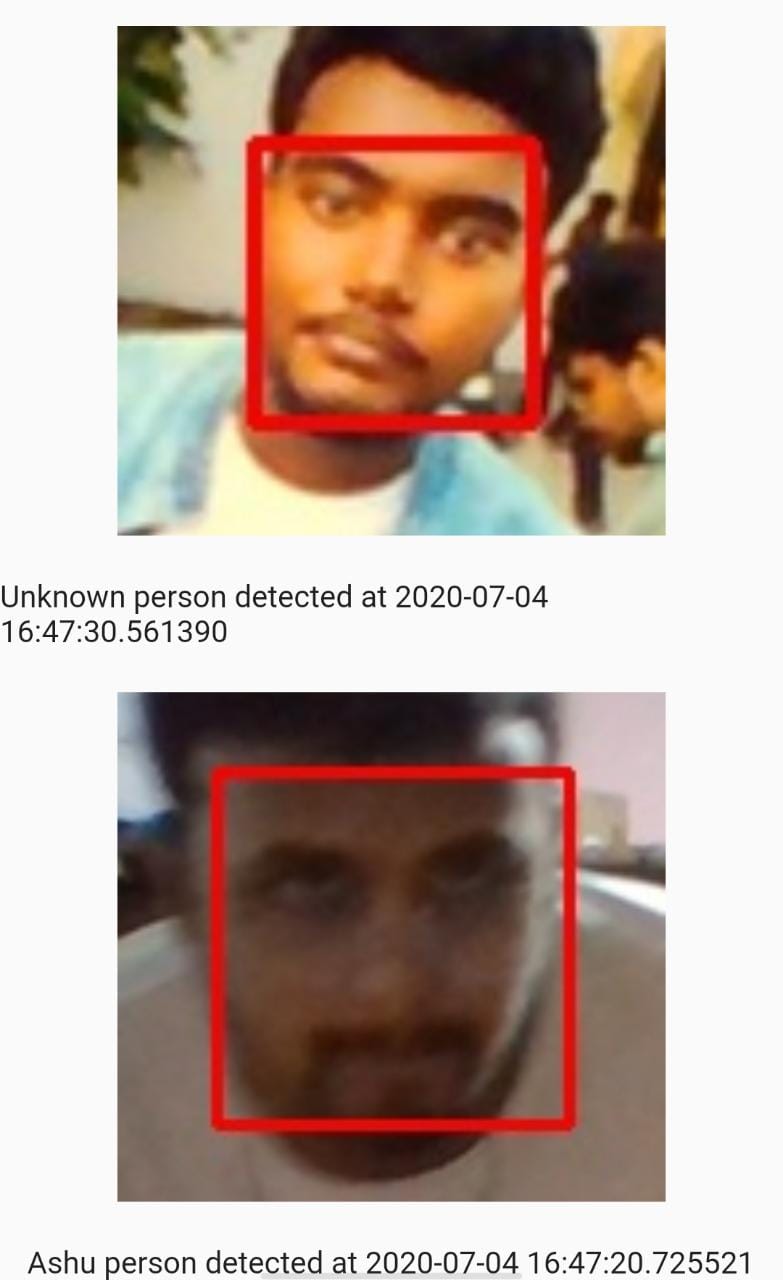 Unknown person detected at 2020-07-04
16:47:30.561390
Ashu person detected at 2020-07-04 16:47:20.725521